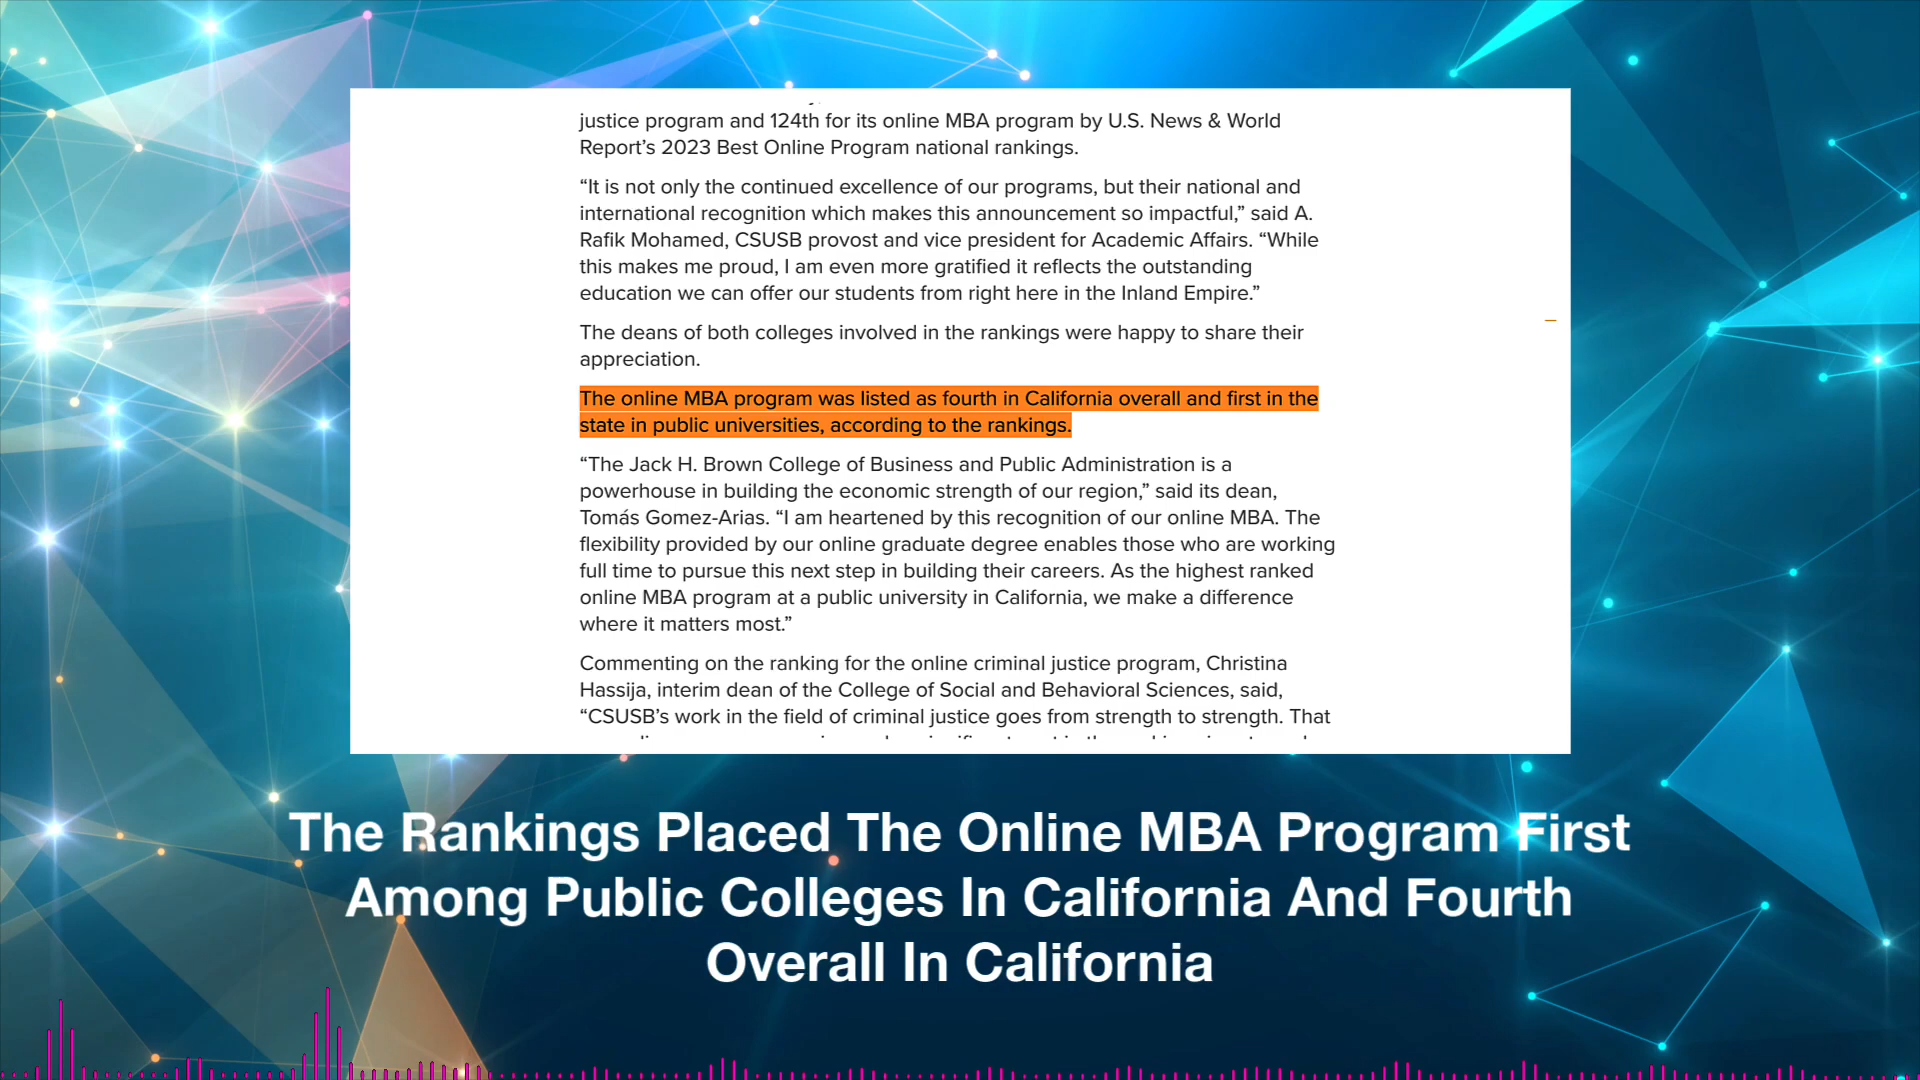 justice program and 124th for its online MBA program by U.S. News & World
Report’s 2023 Best Online Program national rankings.
“It is not only the continued excellence of our programs, but their national and
international recognition which makes this announcement so impactful,” said A.
Rafik Mohamed, CSUSB provost and vice president for Academic Affairs. “While
this makes me proud, I am even more gratified it reflects the outstanding
education we can offer our students from right here in the Inland Empire.”
The deans of both colleges involved in the rankings were happy to share their
appreciation.
The online MBA program was listed as fourth in California overall and first in the
state in public universities, according to the rankings.
“The Jack H. Brown College of Business and Public Administration is a
powerhouse in building the economic strength of our region,” said its dean,
Tomás Gomez-Arias. “I am heartened by this recognition of our online MBA. The
flexibility provided by our online graduate degree enables those who are working
full time to pursue this next step in building their careers. As the highest ranked
online MBA program at a public university in California, we make a difference
where it matters most.”
Commenting on the ranking for the online criminal justice program, Christina
Hassija, interim dean of the College of Social and Behavioral Sciences, said,
“CSUSB’s work in the field of criminal justice goes from strength to strength. That
The Rankings Placed The Online MBA Program First
Among Public Colleges In California And Fourth
Overall In California